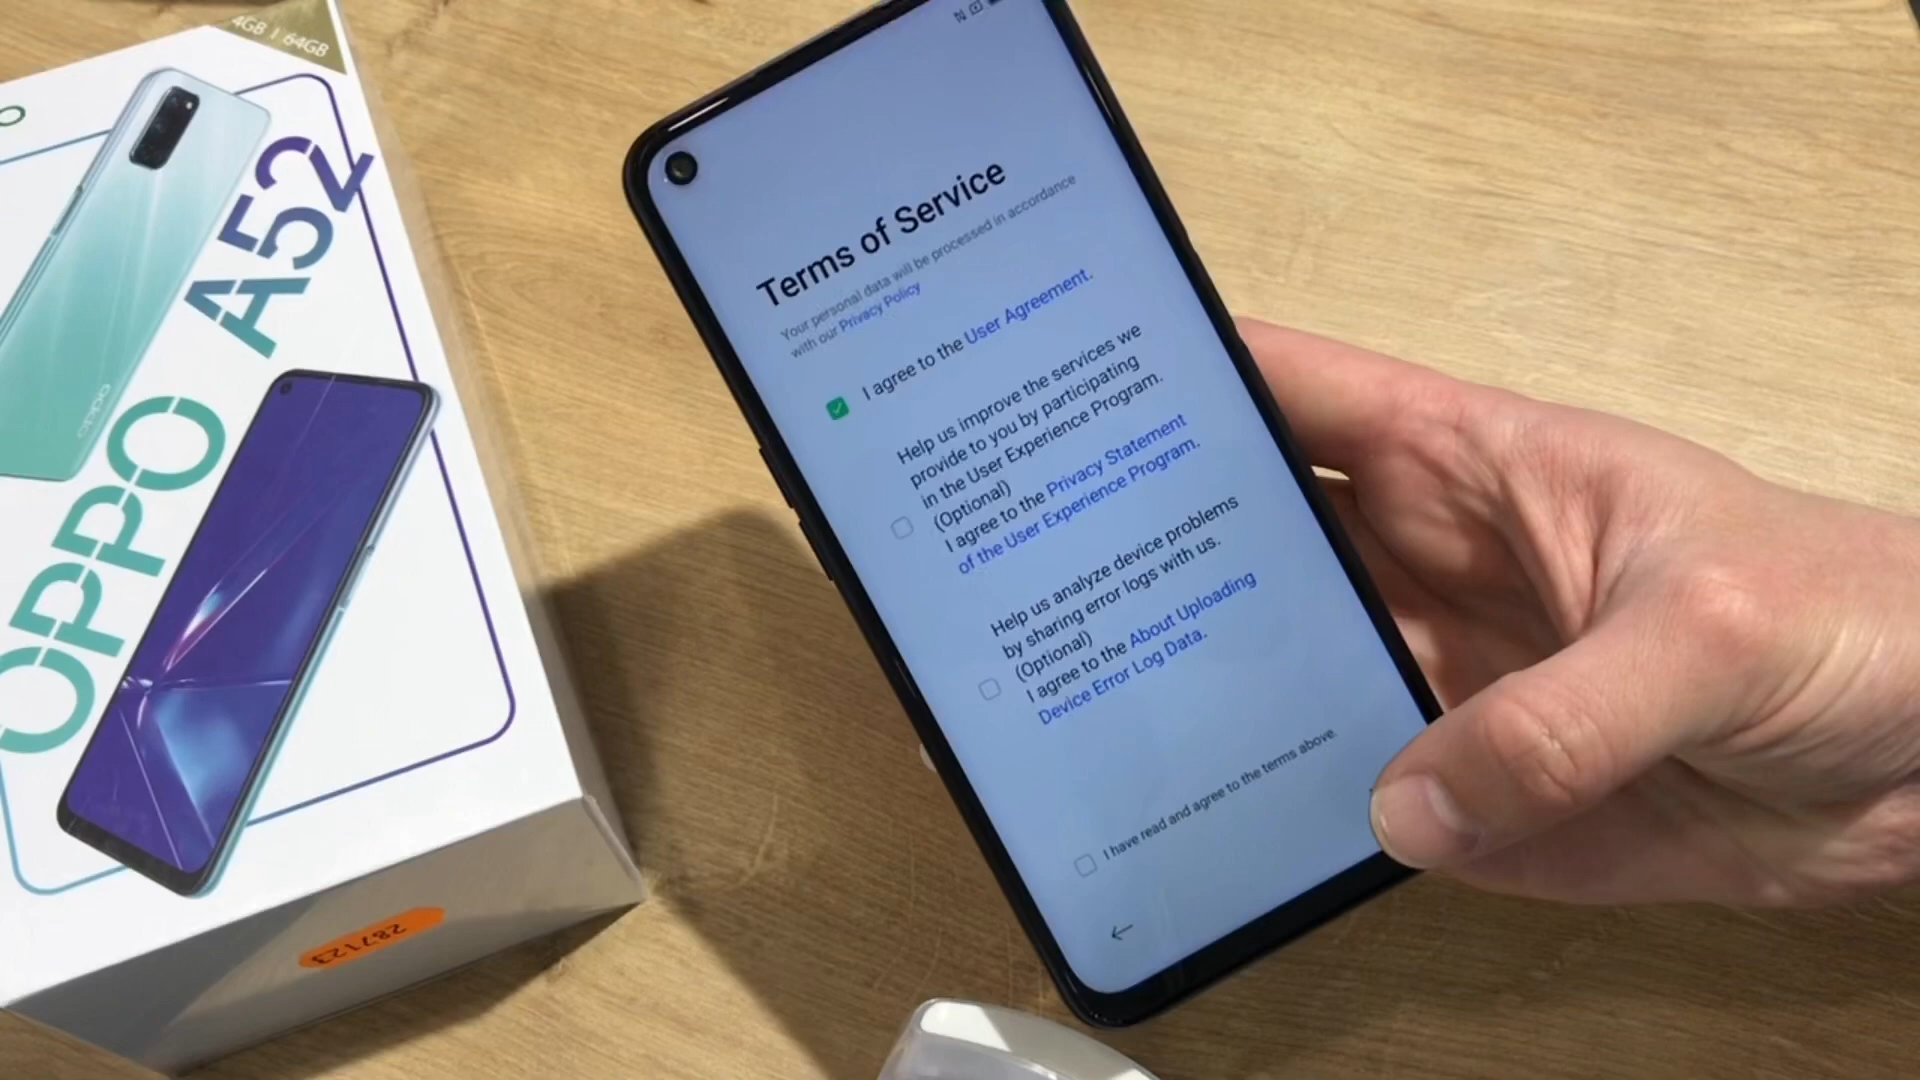 4GB | 64GB
OPPO A52
oppo
287123
Terms of Service
Your personal data will be processed in accordance
with our Privacy Policy
I agree to the User Agreement.
Help us improve the services we
provide to you by participating
in the User Experience Program.
(Optional)
I agree to the Privacy Statement
of the User Experience Program.
Help us analyze device problems
by sharing error logs with us.
(Optional)
I agree to the About Uploading
Device Error Log Data.
I have read and agree to the terms above.